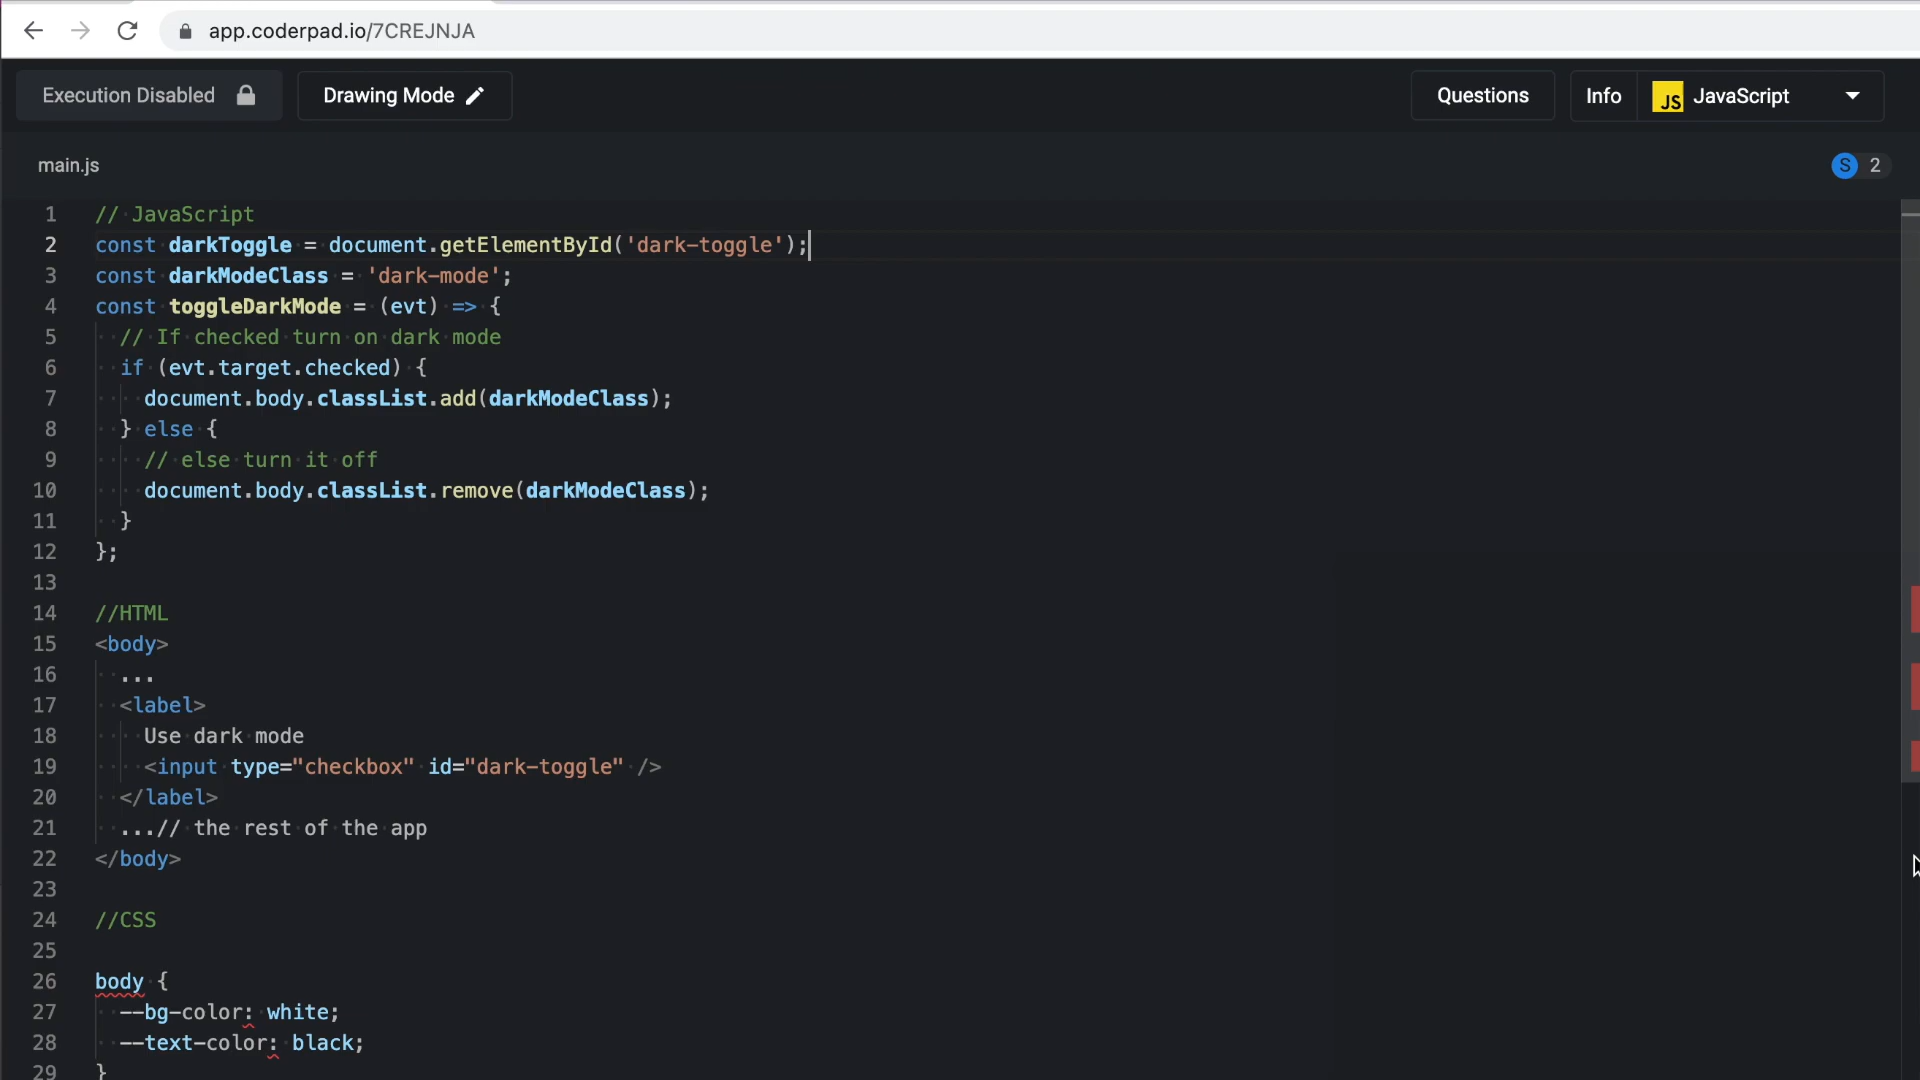 app.coderpad.io/7CREJNJA
Execution Disabled
Drawing Mode
Questions
Info
JS JavaScript
main.js
S 2
1 // JavaScript
2 const darkToggle = document.getElementById('dark-toggle');
3 const darkModeClass = 'dark-mode';
4 const toggleDarkMode = (evt) => {
5 // If checked turn on dark mode
6 if (evt.target.checked) {
7 document.body.classList.add(darkModeClass);
8 } else {
9 // else turn it off
10 document.body.classList.remove(darkModeClass);
11 }
12 };
13
14 //HTML
15 <body>
16 ...
17 <label>
18 Use dark mode
19 <input type="checkbox" id="dark-toggle" />
20 </label>
21 ...// the rest of the app
22 </body>
23
24 //CSS
25
26 body {
27 --bg-color: white;
28 --text-color: black;
29 }